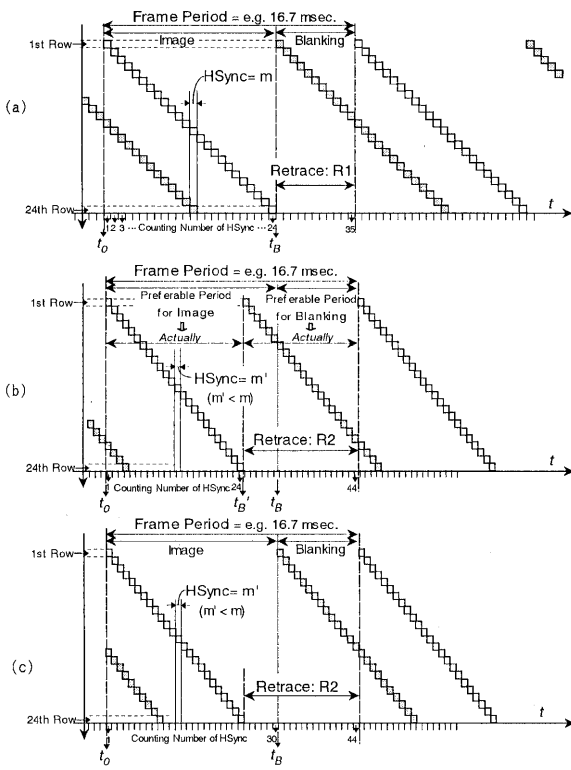 Frame Period = e.g. 16.7 msec.
Image
Blanking
1st Row
HSync= m
(a)
Retrace: R1
24th Row
1 2 3 ··· Counting Number of HSync ··· 24
35
t
t0
tB
Frame Period = e.g. 16.7 msec.
1st Row
Preferable Period for Image
Preferable Period for Blanking
Actually
Actually
HSync= m'
(m' < m)
(b)
Retrace: R2
24th Row
1 Counting Number of HSync 24
44
t
t0
tB'
tB
Frame Period = e.g. 16.7 msec.
Image
Blanking
1st Row
HSync= m'
(m' < m)
(c)
Retrace: R2
24th Row
1 Counting Number of HSync
30
44
t
t0
tB